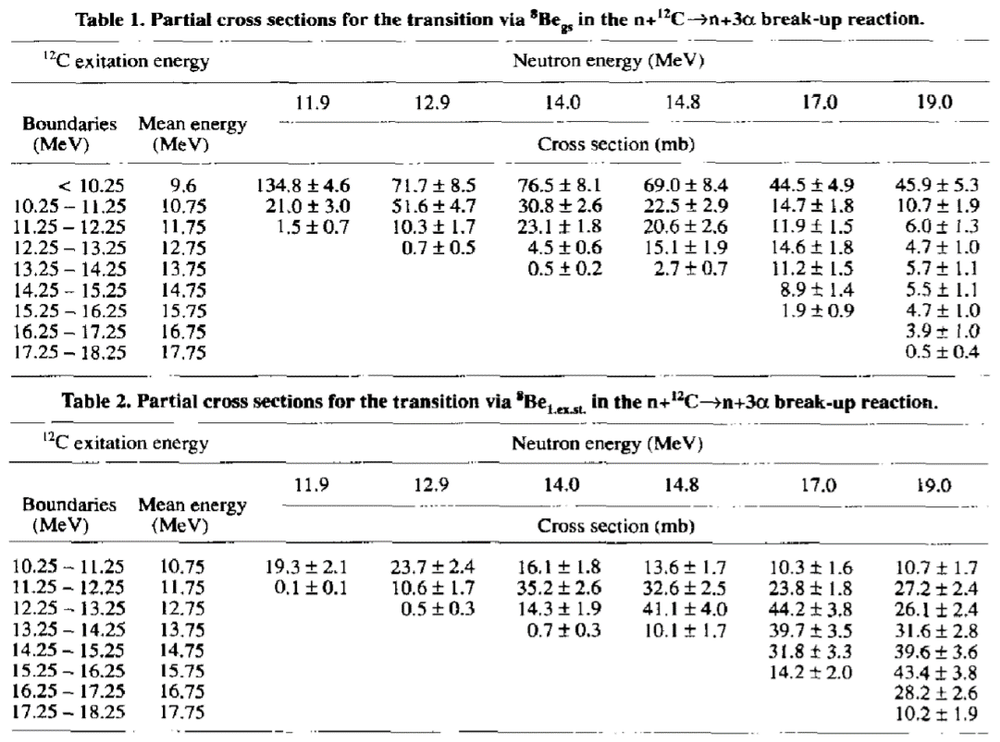 Table 1. Partial cross sections for the transition via ⁸Be_gs in the n+¹²C→n+3α break-up reaction.
¹²C exitation energy Neutron energy (MeV)
11.9 12.9 14.0 14.8 17.0 19.0
Boundaries Mean energy
(MeV) (MeV) Cross section (mb)
< 10.25 9.6 134.8 ± 4.6 71.7 ± 8.5 76.5 ± 8.1 69.0 ± 8.4 44.5 ± 4.9 45.9 ± 5.3
10.25 – 11.25 10.75 21.0 ± 3.0 51.6 ± 4.7 30.8 ± 2.6 22.5 ± 2.9 14.7 ± 1.8 10.7 ± 1.9
11.25 – 12.25 11.75 1.5 ± 0.7 10.3 ± 1.7 23.1 ± 1.8 20.6 ± 2.6 11.9 ± 1.5 6.0 ± 1.3
12.25 – 13.25 12.75 0.7 ± 0.5 4.5 ± 0.6 15.1 ± 1.9 14.6 ± 1.8 4.7 ± 1.0
13.25 – 14.25 13.75 0.5 ± 0.2 2.7 ± 0.7 11.2 ± 1.5 5.7 ± 1.1
14.25 – 15.25 14.75 8.9 ± 1.4 5.5 ± 1.1
15.25 – 16.25 15.75 1.9 ± 0.9 4.7 ± 1.0
16.25 – 17.25 16.75 3.9 ± 1.0
17.25 – 18.25 17.75 0.5 ± 0.4
Table 2. Partial cross sections for the transition via ⁸Be_1.ex.st. in the n+¹²C→n+3α break-up reaction.
¹²C exitation energy Neutron energy (MeV)
11.9 12.9 14.0 14.8 17.0 19.0
Boundaries Mean energy
(MeV) (MeV) Cross section (mb)
10.25 – 11.25 10.75 19.3 ± 2.1 23.7 ± 2.4 16.1 ± 1.8 13.6 ± 1.7 10.3 ± 1.6 10.7 ± 1.7
11.25 – 12.25 11.75 0.1 ± 0.1 10.6 ± 1.7 35.2 ± 2.6 32.6 ± 2.5 23.8 ± 1.8 27.2 ± 2.4
12.25 – 13.25 12.75 0.5 ± 0.3 14.3 ± 1.9 41.1 ± 4.0 44.2 ± 3.8 26.1 ± 2.4
13.25 – 14.25 13.75 0.7 ± 0.3 10.1 ± 1.7 39.7 ± 3.5 31.6 ± 2.8
14.25 – 15.25 14.75 31.8 ± 3.3 39.6 ± 3.6
15.25 – 16.25 15.75 14.2 ± 2.0 43.4 ± 3.8
16.25 – 17.25 16.75 28.2 ± 2.6
17.25 – 18.25 17.75 10.2 ± 1.9